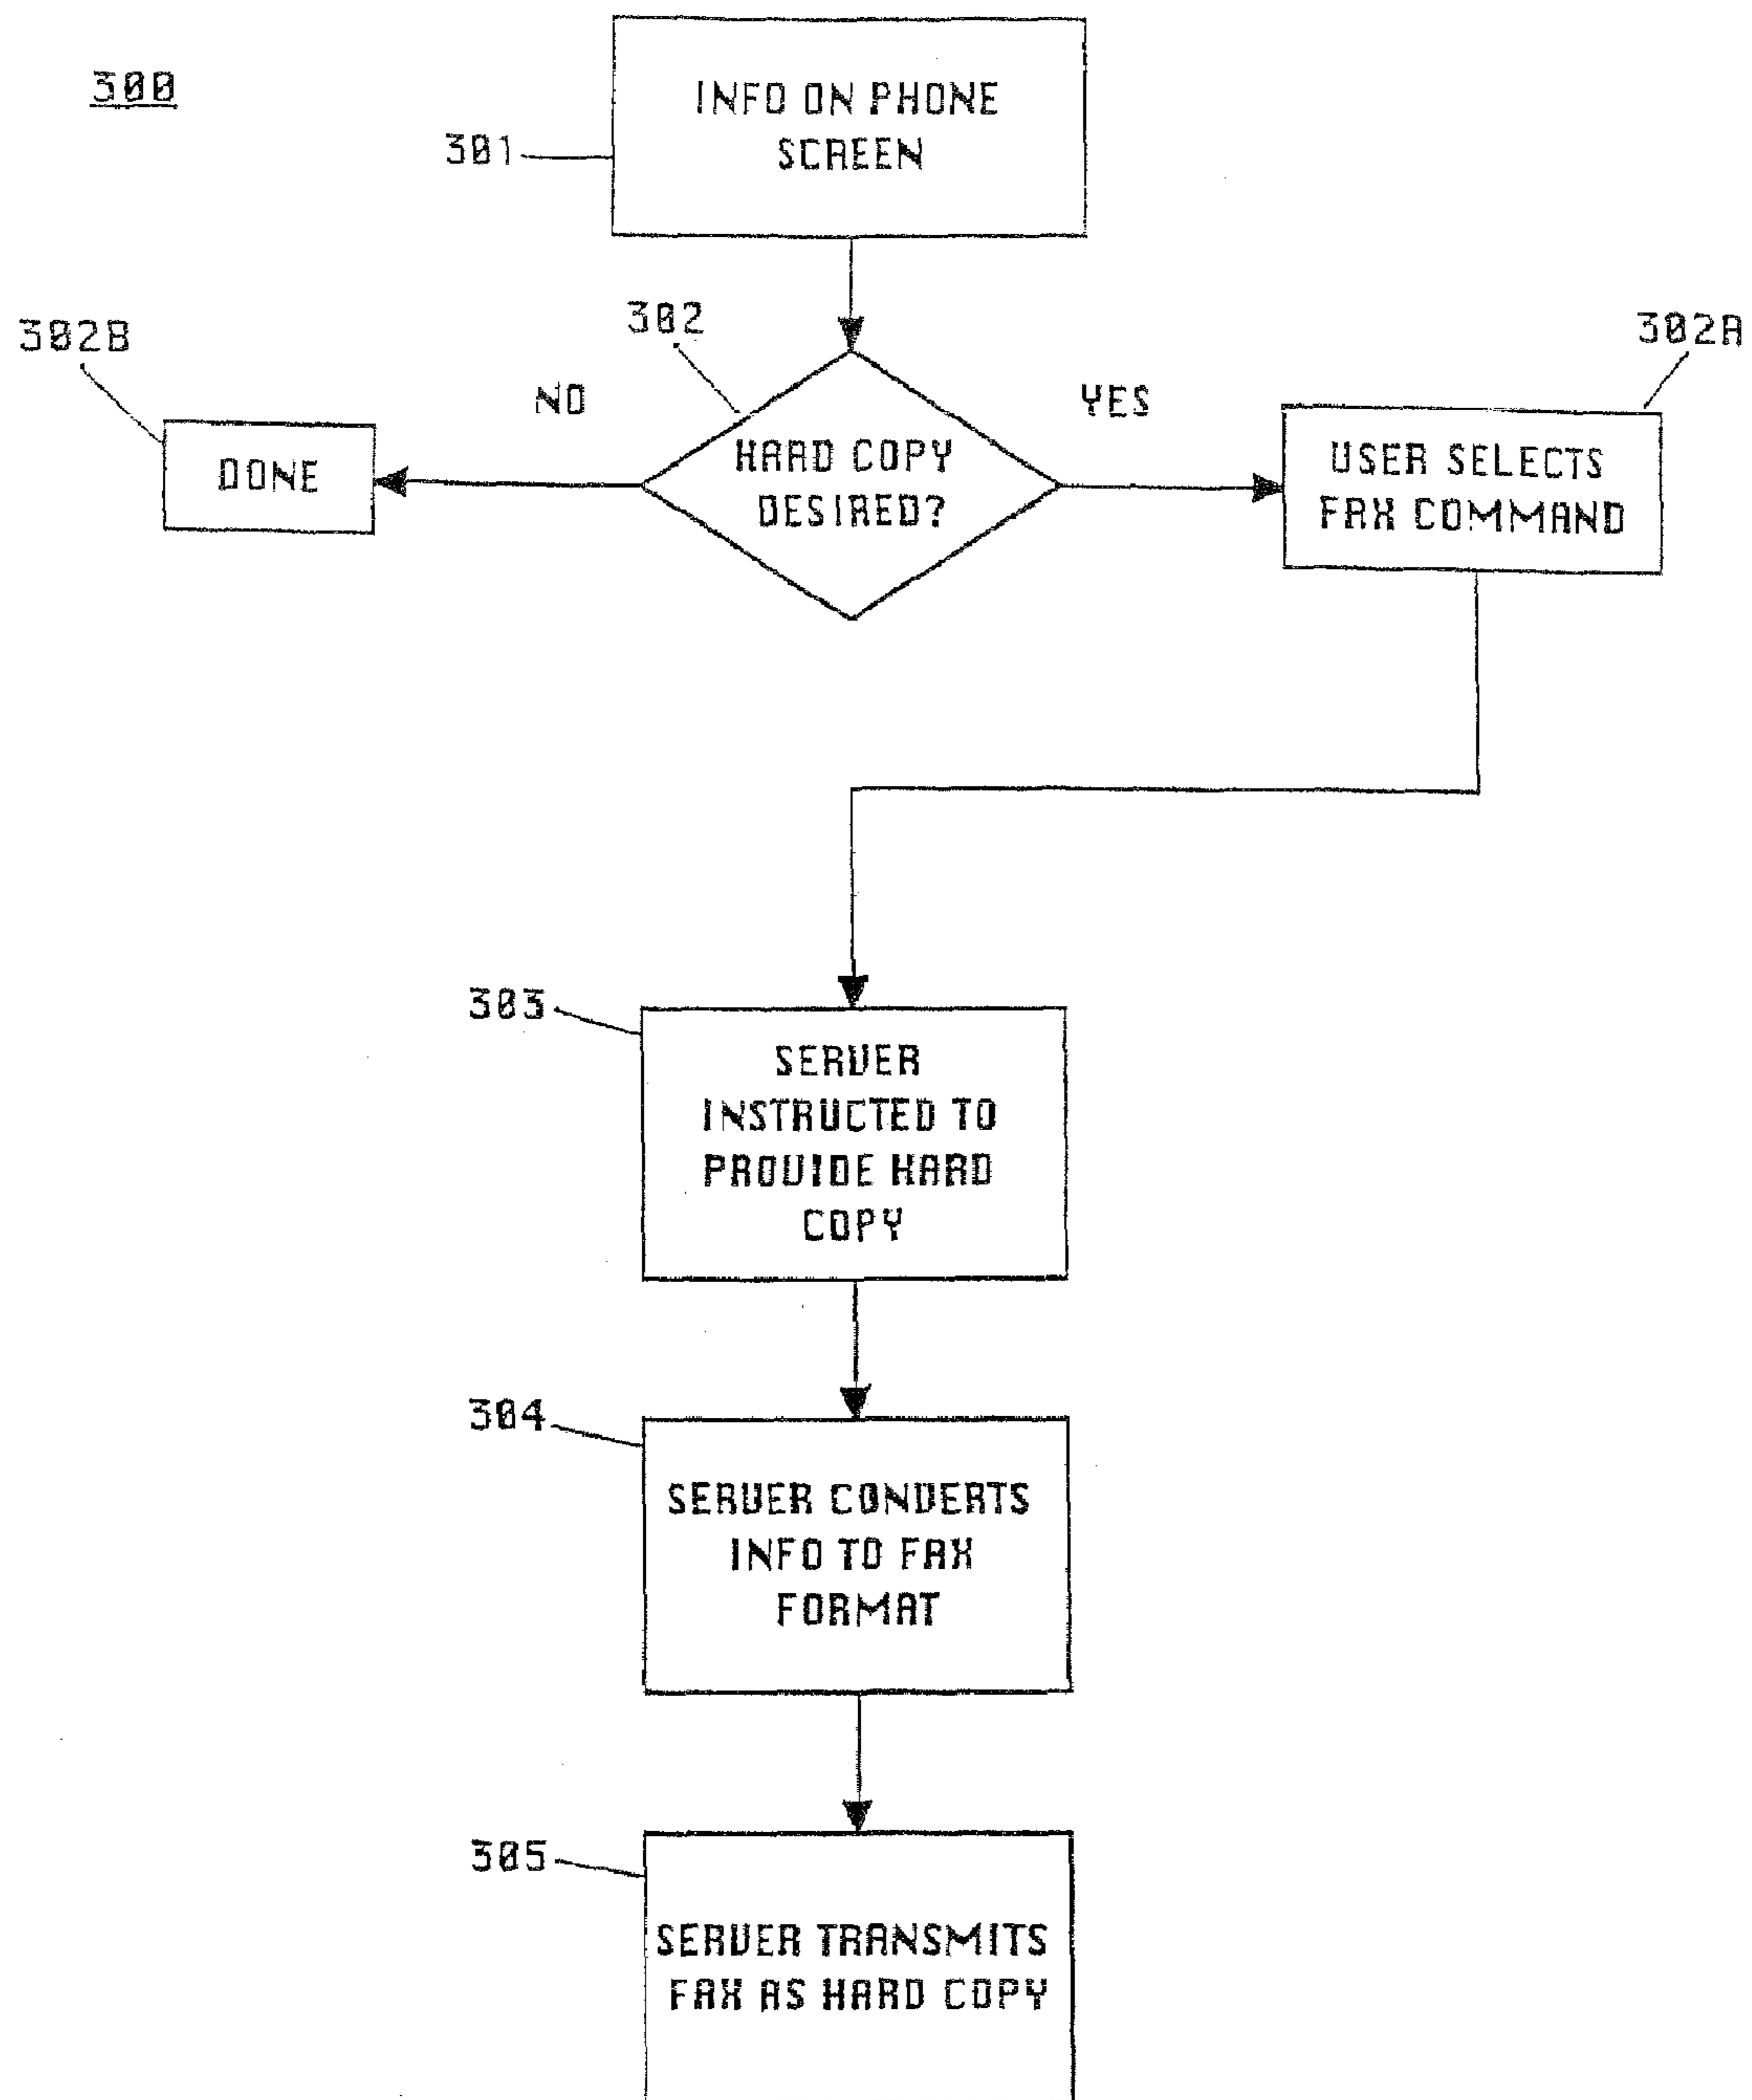 300
INFO ON PHONE
SCREEN
301
302
302B
302A
NO
YES
DONE
HARD COPY
DESIRED?
USER SELECTS
FAX COMMAND
303
SERVER
INSTRUCTED TO
PROVIDE HARD
COPY
304
SERVER CONVERTS
INFO TO FAX
FORMAT
305
SERVER TRANSMITS
FAX AS HARD COPY